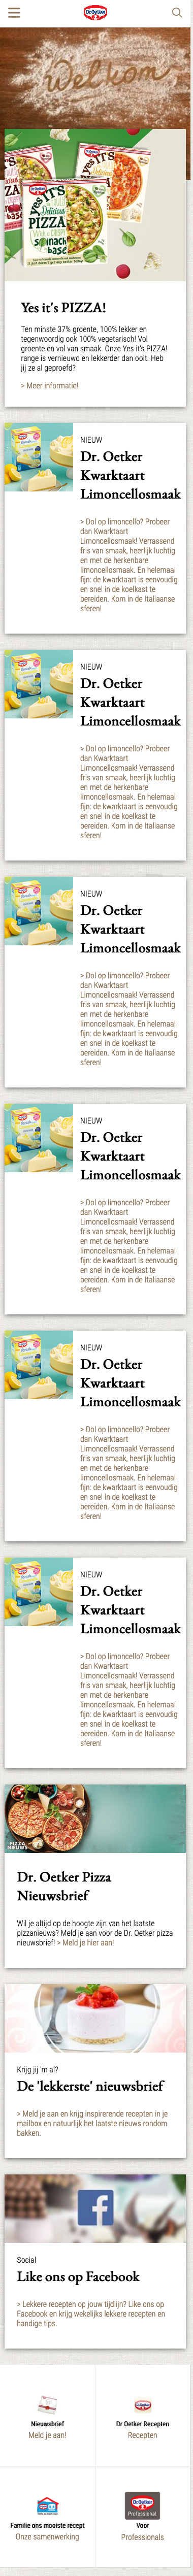 Dr.Oetker
Welkom
Dr.Oetker
YES IT'S
PIZZA
Dr.Oetker
YES IT'S
PIZZA
Delicious
WITH A CRISPY
SPINACH
BASE
Yes it's PIZZA!
Ten minste 37% groente, 100% lekker en
tegenwoordig ook 100% vegetarisch! Vol
groente en vol van smaak. Onze Yes it's PIZZA!
range is vernieuwd en lekkerder dan ooit. Heb
jij ze al geproefd?
> Meer informatie!
NIEUW
Dr. Oetker
Kwarktaart
Limoncellosmaak
> Dol op limoncello? Probeer
dan Kwarktaart
Limoncellosmaak! Verrassend
fris van smaak, heerlijk luchtig
en met de herkenbare
limoncellosmaak. En helemaal
fijn: de kwarktaart is eenvoudig
en snel in de koelkast te
bereiden. Kom in de Italiaanse
sferen!
NIEUW
Dr. Oetker
Kwarktaart
Limoncellosmaak
> Dol op limoncello? Probeer
dan Kwarktaart
Limoncellosmaak! Verrassend
fris van smaak, heerlijk luchtig
en met de herkenbare
limoncellosmaak. En helemaal
fijn: de kwarktaart is eenvoudig
en snel in de koelkast te
bereiden. Kom in de Italiaanse
sferen!
NIEUW
Dr. Oetker
Kwarktaart
Limoncellosmaak
> Dol op limoncello? Probeer
dan Kwarktaart
Limoncellosmaak! Verrassend
fris van smaak, heerlijk luchtig
en met de herkenbare
limoncellosmaak. En helemaal
fijn: de kwarktaart is eenvoudig
en snel in de koelkast te
bereiden. Kom in de Italiaanse
sferen!
NIEUW
Dr. Oetker
Kwarktaart
Limoncellosmaak
> Dol op limoncello? Probeer
dan Kwarktaart
Limoncellosmaak! Verrassend
fris van smaak, heerlijk luchtig
en met de herkenbare
limoncellosmaak. En helemaal
fijn: de kwarktaart is eenvoudig
en snel in de koelkast te
bereiden. Kom in de Italiaanse
sferen!
NIEUW
Dr. Oetker
Kwarktaart
Limoncellosmaak
> Dol op limoncello? Probeer
dan Kwarktaart
Limoncellosmaak! Verrassend
fris van smaak, heerlijk luchtig
en met de herkenbare
limoncellosmaak. En helemaal
fijn: de kwarktaart is eenvoudig
en snel in de koelkast te
bereiden. Kom in de Italiaanse
sferen!
NIEUW
Dr. Oetker
Kwarktaart
Limoncellosmaak
> Dol op limoncello? Probeer
dan Kwarktaart
Limoncellosmaak! Verrassend
fris van smaak, heerlijk luchtig
en met de herkenbare
limoncellosmaak. En helemaal
fijn: de kwarktaart is eenvoudig
en snel in de koelkast te
bereiden. Kom in de Italiaanse
sferen!
PIZZA
NIEUWS
Dr. Oetker Pizza
Nieuwsbrief
Wil je altijd op de hoogte zijn van het laatste
pizzanieuws? Meld je aan voor de Dr. Oetker pizza
nieuwsbrief! > Meld je hier aan!
Krijg jij 'm al?
De 'lekkerste' nieuwsbrief
> Meld je aan en krijg inspirerende recepten in je
mailbox en natuurlijk het laatste nieuws rondom
bakken.
Social
Like ons op Facebook
> Lekkere recepten op jouw tijdlijn? Like ons op
Facebook en krijg wekelijks lekkere recepten en
handige tips.
Nieuwsbrief
Meld je aan!
Dr Oetker Recepten
Recepten
Familie ons mooiste recept
Onze samenwerking
Dr.Oetker
Professional
Voor
Professionals